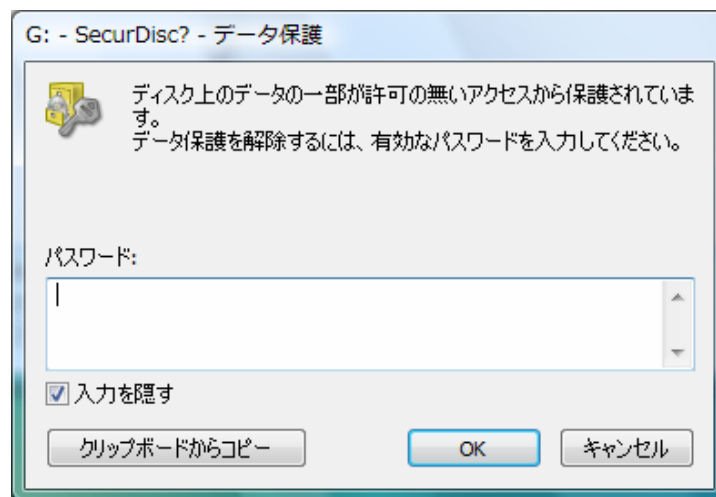 G: - SecurDisc? - データ保護
ディスク上のデータの一部が許可の無いアクセスから保護されていま
す。
データ保護を解除するには、有効なパスワードを入力してください。
パスワード:
入力を隠す
クリップボードからコピー
OK
キャンセル